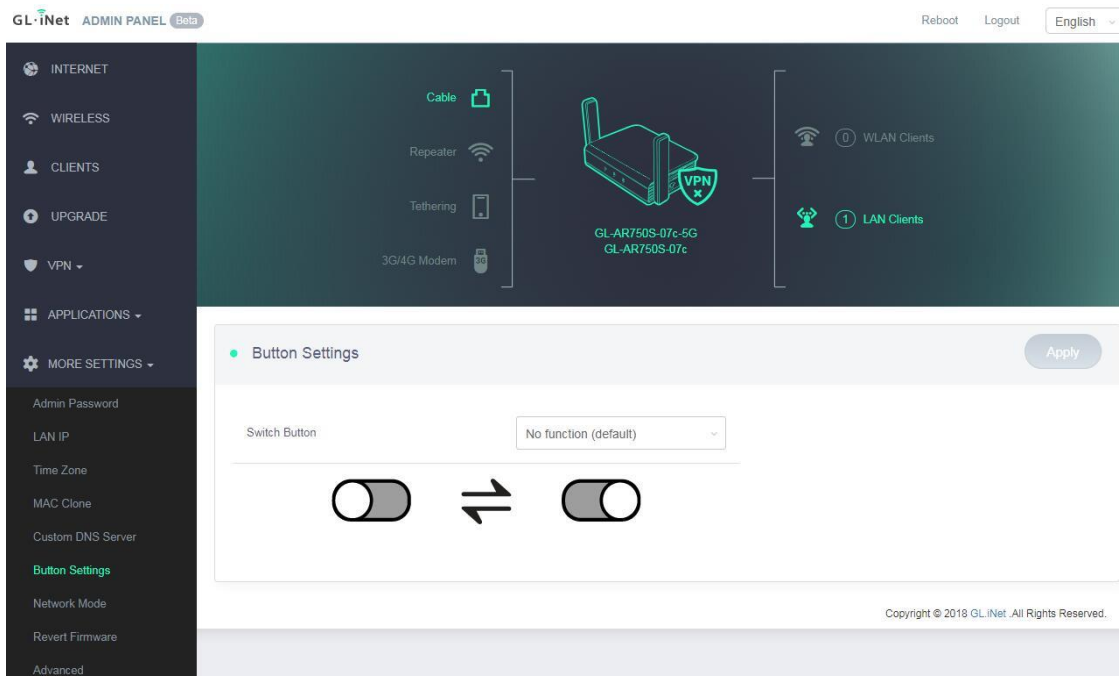 GL·iNet ADMIN PANEL Beta
Reboot Logout English
INTERNET
WIRELESS
CLIENTS
UPGRADE
VPN
APPLICATIONS
MORE SETTINGS
Admin Password
LAN IP
Time Zone
MAC Clone
Custom DNS Server
Button Settings
Network Mode
Revert Firmware
Advanced
Cable
Repeater
Tethering
3G/4G Modem 3G
VPN
GL-AR750S-07c-5G
GL-AR750S-07c
0 WLAN Clients
1 LAN Clients
Button Settings
Apply
Switch Button No function (default)
Copyright © 2018 GL.iNet .All Rights Reserved.